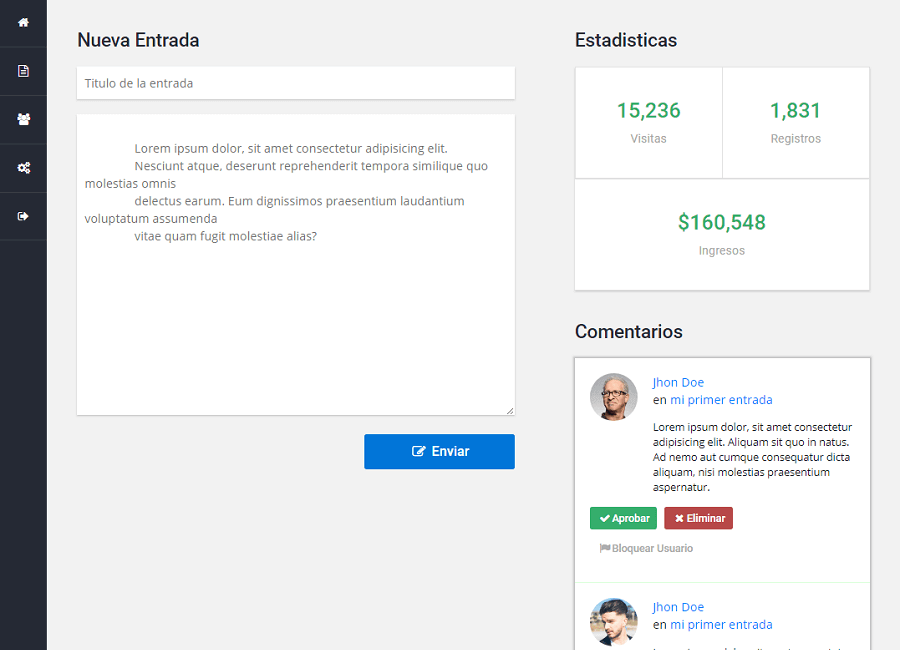 Nueva Entrada
Titulo de la entrada
Lorem ipsum dolor, sit amet consectetur adipisicing elit.
Nesciunt atque, deserunt reprehenderit tempora similique quo
molestias omnis
delectus earum. Eum dignissimos praesentium laudantium
voluptatum assumenda
vitae quam fugit molestiae alias?
Enviar
Estadisticas
15,236
Visitas
1,831
Registros
$160,548
Ingresos
Comentarios
Jhon Doe
en mi primer entrada
Lorem ipsum dolor, sit amet consectetur
adipisicing elit. Aliquam sit quo in natus.
Ad nemo aut cumque consequatur dicta
aliquam, nisi molestias praesentium
aspernatur.
Aprobar
Eliminar
Bloquear Usuario
Jhon Doe
en mi primer entrada